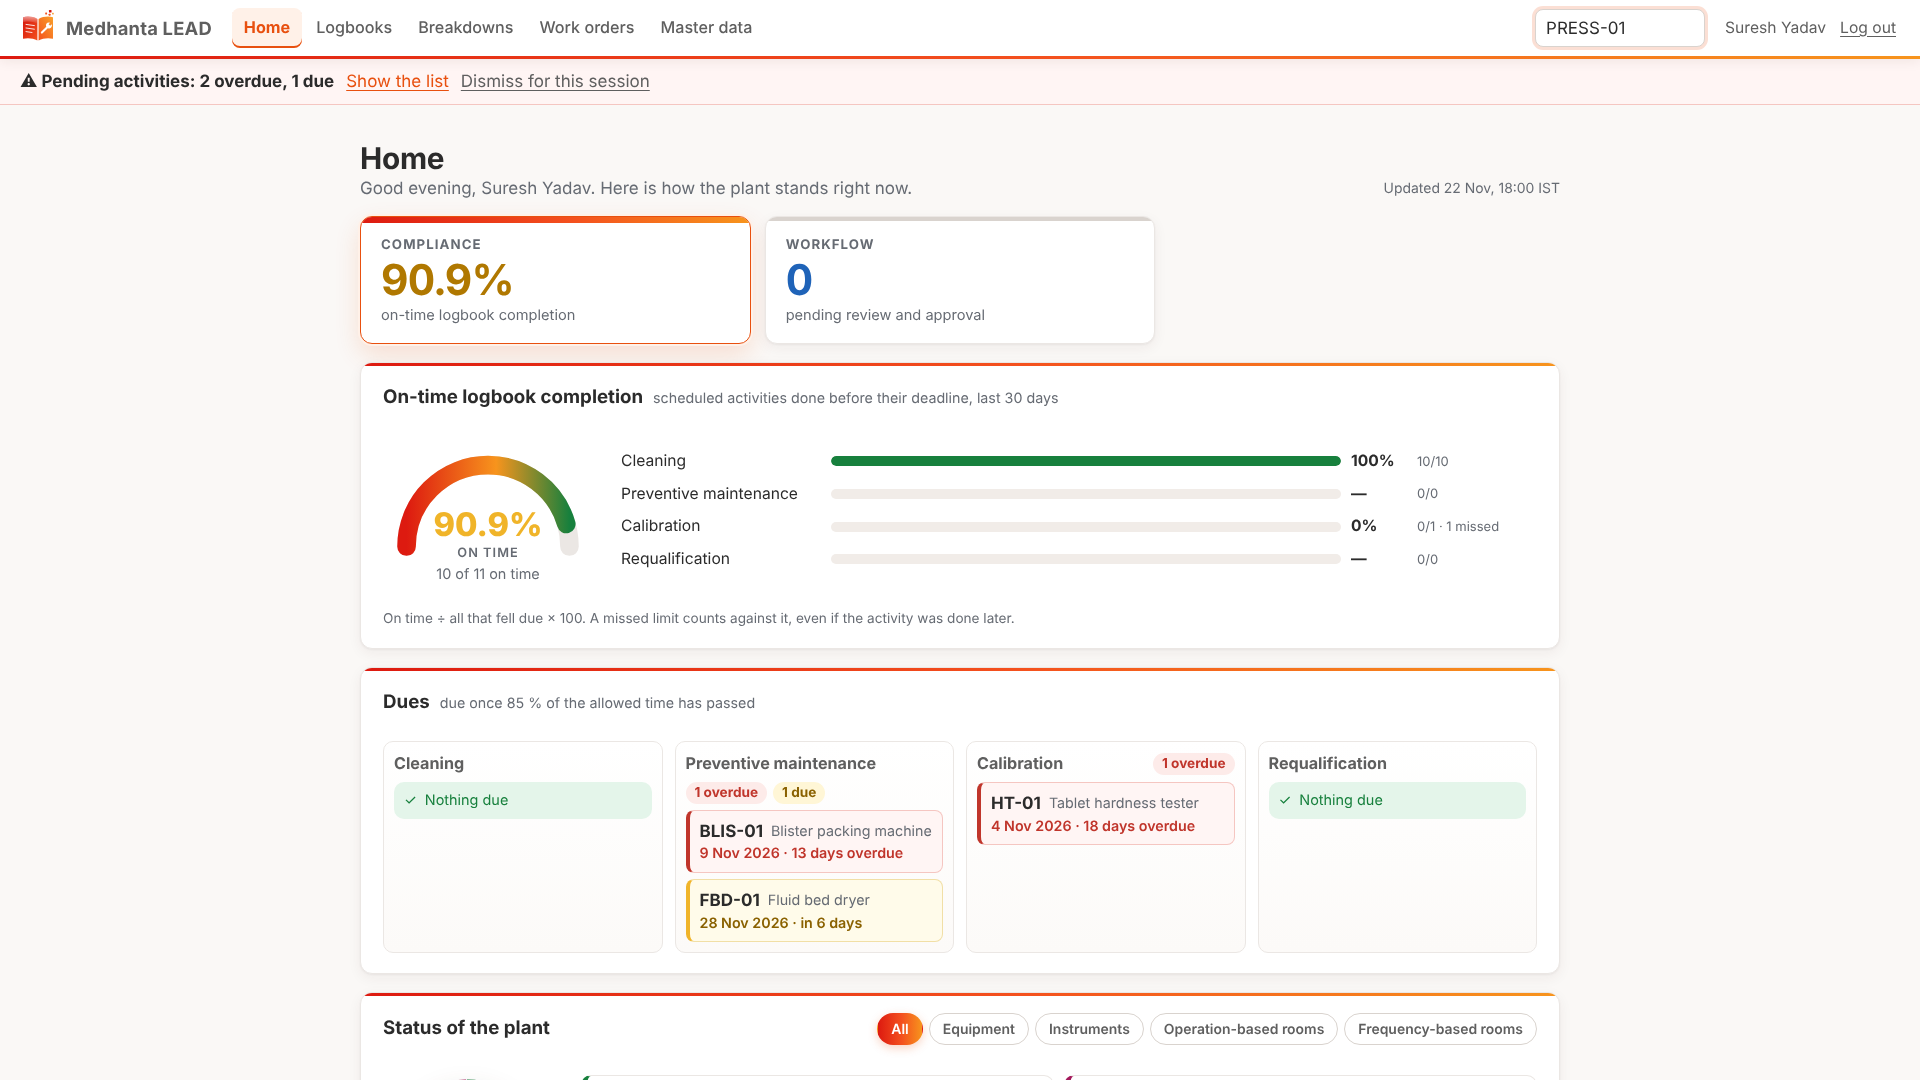 Medhanta LEAD Home Logbooks Breakdowns Work orders Master data PRESS-01 Suresh Yadav Log out
⚠ Pending activities: 2 overdue, 1 due Show the list Dismiss for this session
Home
Good evening, Suresh Yadav. Here is how the plant stands right now. Updated 22 Nov, 18:00 IST
COMPLIANCE
90.9%
on-time logbook completion
WORKFLOW
0
pending review and approval
On-time logbook completion scheduled activities done before their deadline, last 30 days
90.9%
ON TIME
10 of 11 on time
Cleaning 100% 10/10
Preventive maintenance — 0/0
Calibration 0% 0/1 · 1 missed
Requalification — 0/0
On time ÷ all that fell due × 100. A missed limit counts against it, even if the activity was done later.
Dues due once 85 % of the allowed time has passed
Cleaning
✓ Nothing due
Preventive maintenance
1 overdue 1 due
BLIS-01 Blister packing machine
9 Nov 2026 · 13 days overdue
FBD-01 Fluid bed dryer
28 Nov 2026 · in 6 days
Calibration 1 overdue
HT-01 Tablet hardness tester
4 Nov 2026 · 18 days overdue
Requalification
✓ Nothing due
Status of the plant All Equipment Instruments Operation-based rooms Frequency-based rooms